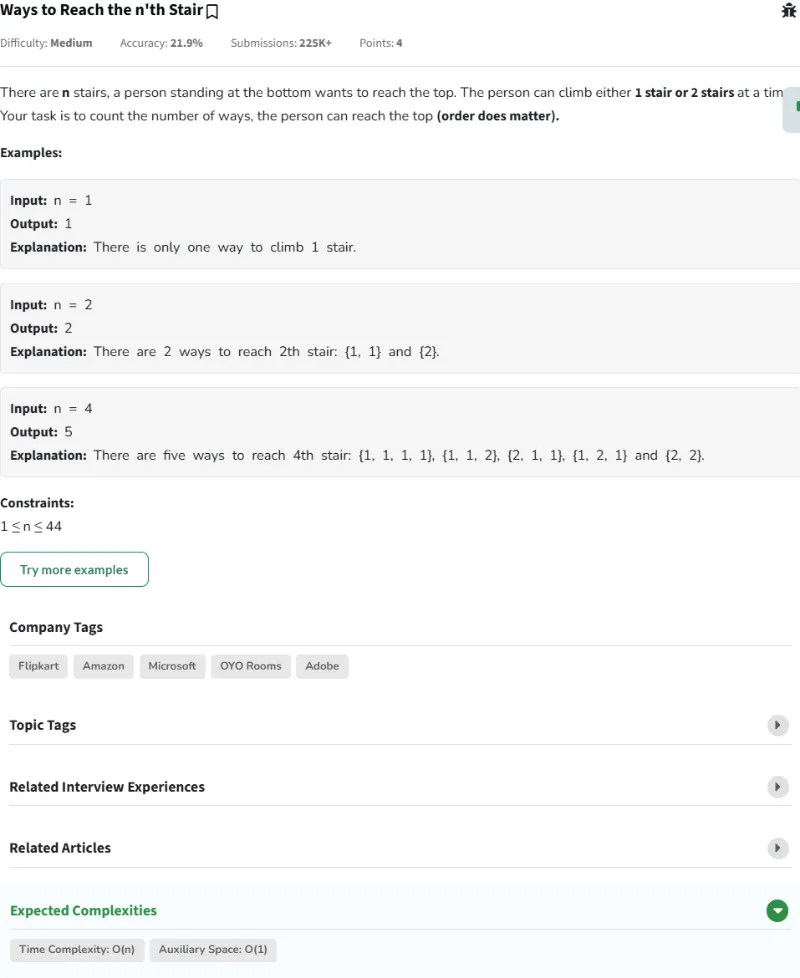 Ways to Reach the n'th Stair
Difficulty: Medium Accuracy: 21.9% Submissions: 225K+ Points: 4
There are n stairs, a person standing at the bottom wants to reach the top. The person can climb either 1 stair or 2 stairs at a tim
Your task is to count the number of ways, the person can reach the top (order does matter).
Examples:
Input: n = 1
Output: 1
Explanation: There is only one way to climb 1 stair.
Input: n = 2
Output: 2
Explanation: There are 2 ways to reach 2th stair: {1, 1} and {2}.
Input: n = 4
Output: 5
Explanation: There are five ways to reach 4th stair: {1, 1, 1, 1}, {1, 1, 2}, {2, 1, 1}, {1, 2, 1} and {2, 2}.
Constraints:
1 ≤ n ≤ 44
Try more examples
Company Tags
Flipkart Amazon Microsoft OYO Rooms Adobe
Topic Tags
Related Interview Experiences
Related Articles
Expected Complexities
Time Complexity: O(n) Auxiliary Space: O(1)